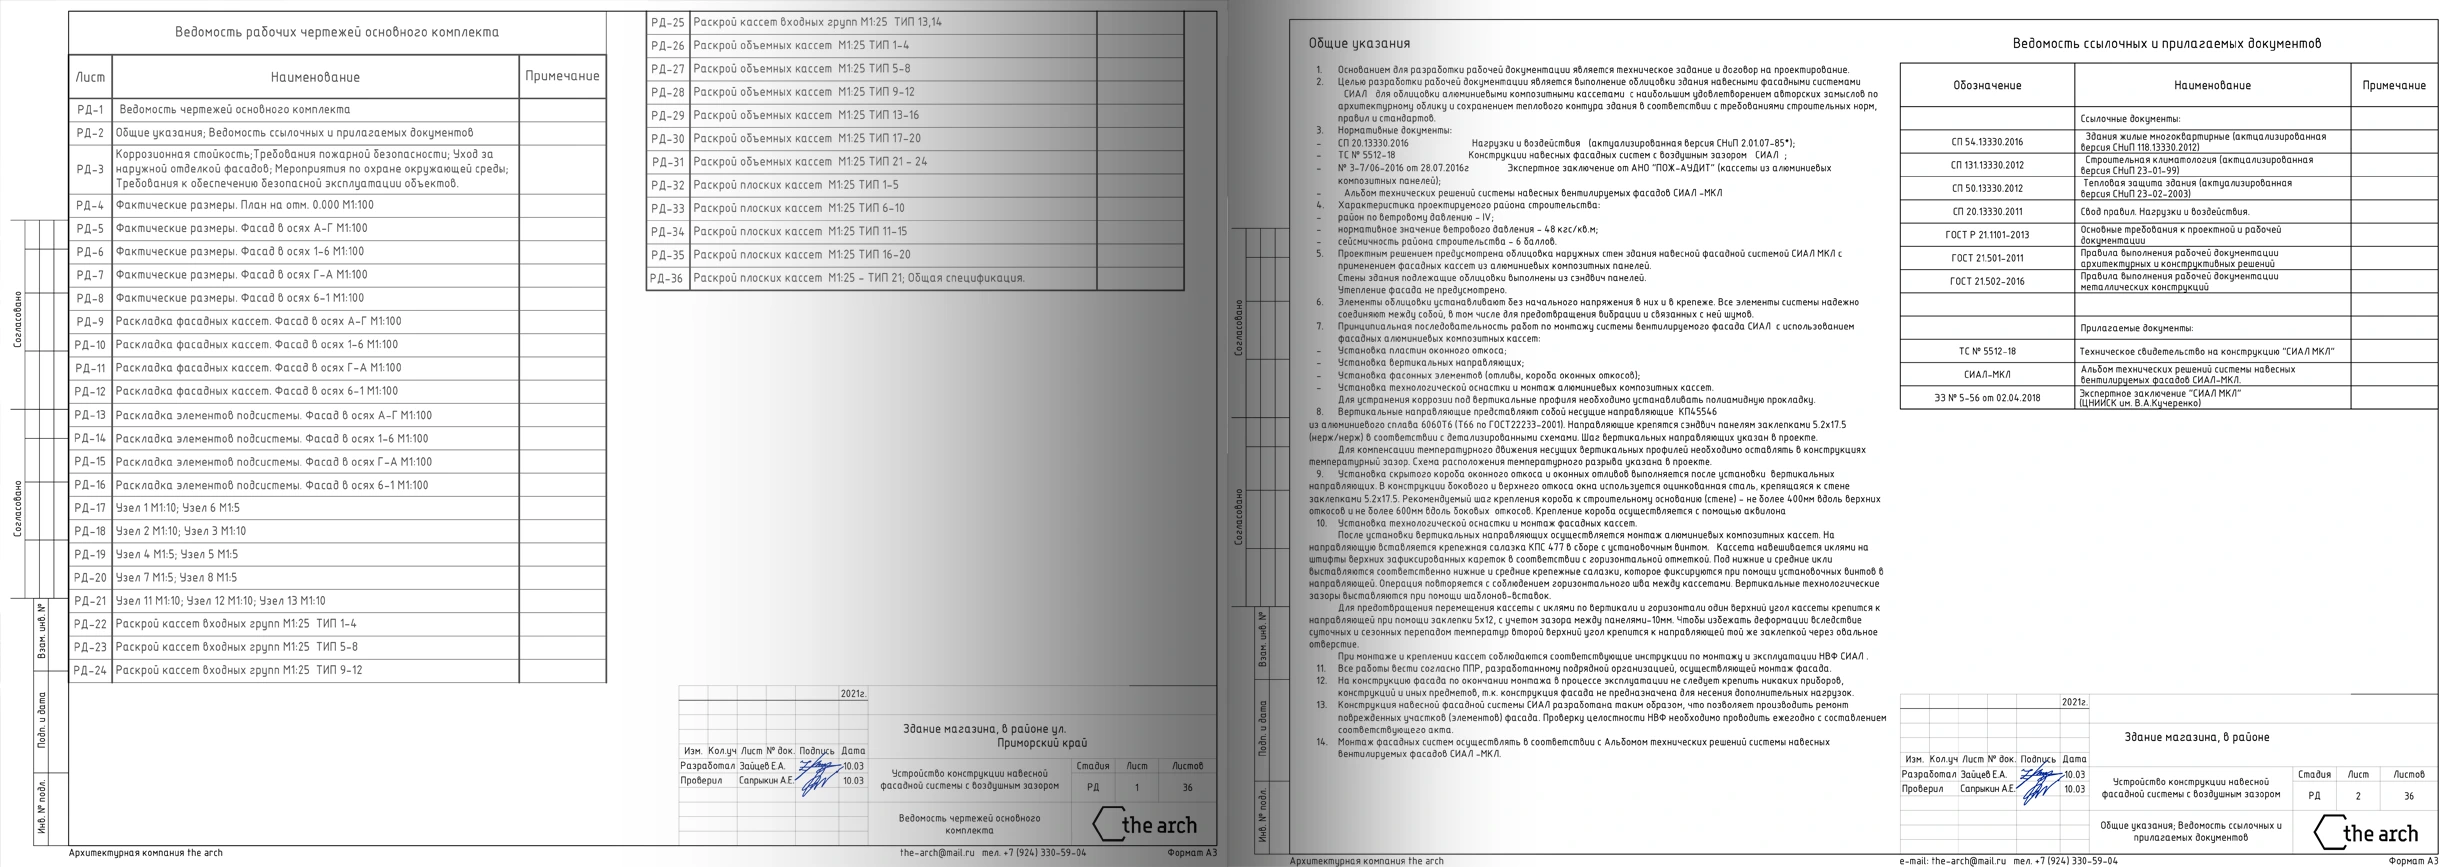 Ведомость рабочих чертежей основного комплекта
Лист Наименование Примечание
РД-1 Ведомость чертежей основного комплекта
РД-2 Общие указания; Ведомость ссылочных и прилагаемых документов
РД-3 Коррозионная стойкость;Требования пожарной безопасности; Уход за
наружной отделкой фасадов; Мероприятия по охране окружающей среды;
Требования к обеспечению безопасной эксплуатации объектов.
РД-4 Фактические размеры. План на отм. 0.000 М1:100
РД-5 Фактические размеры. Фасад в осях А-Г М1:100
РД-6 Фактические размеры. Фасад в осях 1-6 М1:100
РД-7 Фактические размеры. Фасад в осях Г-А М1:100
РД-8 Фактические размеры. Фасад в осях 6-1 М1:100
РД-9 Раскладка фасадных кассет. Фасад в осях А-Г М1:100
РД-10 Раскладка фасадных кассет. Фасад в осях 1-6 М1:100
РД-11 Раскладка фасадных кассет. Фасад в осях Г-А М1:100
РД-12 Раскладка фасадных кассет. Фасад в осях 6-1 М1:100
РД-13 Раскладка элементов подсистемы. Фасад в осях А-Г М1:100
РД-14 Раскладка элементов подсистемы. Фасад в осях 1-6 М1:100
РД-15 Раскладка элементов подсистемы. Фасад в осях Г-А М1:100
РД-16 Раскладка элементов подсистемы. Фасад в осях 6-1 М1:100
РД-17 Узел 1 М1:10; Узел 6 М1:5
РД-18 Узел 2 М1:10; Узел 3 М1:10
РД-19 Узел 4 М1:5; Узел 5 М1:5
РД-20 Узел 7 М1:5; Узел 8 М1:5
РД-21 Узел 11 М1:10; Узел 12 М1:10; Узел 13 М1:10
РД-22 Раскрой кассет входных групп М1:25 ТИП 1-4
РД-23 Раскрой кассет входных групп М1:25 ТИП 5-8
РД-24 Раскрой кассет входных групп М1:25 ТИП 9-12
Согласовано
Согласовано
Взам. инв. №
Подп. и дата
Инв. № подл.
Архитектурная компания the arch
РД-25 Раскрой кассет входных групп М1:25 ТИП 13,14
РД-26 Раскрой объемных кассет М1:25 ТИП 1-4
РД-27 Раскрой объемных кассет М1:25 ТИП 5-8
РД-28 Раскрой объемных кассет М1:25 ТИП 9-12
РД-29 Раскрой объемных кассет М1:25 ТИП 13-16
РД-30 Раскрой объемных кассет М1:25 ТИП 17-20
РД-31 Раскрой объемных кассет М1:25 ТИП 21 - 24
РД-32 Раскрой плоских кассет М1:25 ТИП 1-5
РД-33 Раскрой плоских кассет М1:25 ТИП 6-10
РД-34 Раскрой плоских кассет М1:25 ТИП 11-15
РД-35 Раскрой плоских кассет М1:25 ТИП 16-20
РД-36 Раскрой плоских кассет М1:25 - ТИП 21; Общая спецификация.
2021г.
Здание магазина, в районе ул.
Приморский край
Изм. Кол.уч Лист № док. Подпись Дата
Разработал Зайцев Е.А. 10.03
Проверил Сапрыкин А.Е. 10.03
Устройство конструкции навесной
фасадной системы с воздушным зазором
Стадия Лист Листов
РД 1 36
Ведомость чертежей основного
комплекта
the arch
the-arch@mail.ru тел. +7 (924) 330-59-04 Формат А3
Общие указания
1. Основанием для разработки рабочей документации является техническое задание и договор на проектирование.
2. Целью разработки рабочей документации является выполнение облицовки здания навесными фасадными системами
СИАЛ для облицовки алюминиевыми композитными кассетами с наибольшим удовлетворением авторских замыслов по
архитектурному облику и сохранением теплового контура здания в соответствии с требованиями строительных норм,
правил и стандартов.
3. Нормативные документы:
- СП 20.13330.2016 Нагрузки и воздействия (актуализированная версия СНиП 2.01.07-85*);
- ТС № 5512-18 Конструкции навесных фасадных систем с воздушным зазором СИАЛ ;
- № 3-7/06-2016 от 28.07.2016г Экспертное заключение от АНО "ПОЖ-АУДИТ" (кассеты из алюминиевых
композитных панелей);
- Альбом технических решений системы навесных вентилируемых фасадов СИАЛ -МКЛ
4. Характеристика проектируемого района строительства:
- район по ветровому давлению - IV;
- нормативное значение ветрового давления - 48 кгс/кв.м;
- сейсмичность района строительства - 6 баллов.
5. Проектным решением предусмотрена облицовка наружных стен здания навесной фасадной системой СИАЛ МКЛ с
применением фасадных кассет из алюминиевых композитных панелей.
Стены здания подлежащие облицовки выполнены из сэндвич панелей.
Утепление фасада не предусмотрено.
6. Элементы облицовки устанавливают без начального напряжения в них и в крепеже. Все элементы системы надежно
соединяют между собой, в том числе для предотвращения вибрации и связанных с ней шумов.
7. Принципиальная последовательность работ по монтажу системы вентилируемого фасада СИАЛ с использованием
фасадных алюминиевых композитных кассет:
- Установка пластин оконного откоса;
- Установка вертикальных направляющих;
- Установка фасонных элементов (отливы, короба оконных откосов);
- Установка технологической оснастки и монтаж алюминиевых композитных кассет.
Для устранения коррозии под вертикальные профиля необходимо устанавливать полиамидную прокладку.
8. Вертикальные направляющие представляют собой несущие направляющие КП45546
из алюминиевого сплава 6060Т6 (Т66 по ГОСТ22233-2001). Направляющие крепятся сэндвич панелям заклепками 5.2х17.5
(нерж/нерж) в соответствии с детализированными схемами. Шаг вертикальных направляющих указан в проекте.
Для компенсации температурного движения несущих вертикальных профилей необходимо оставлять в конструкциях
температурный зазор. Схема расположения температурного разрыва указана в проекте.
9. Установка скрытого короба оконного откоса и оконных отливов выполняется после установки вертикальных
направляющих. В конструкции бокового и верхнего откоса окна используется оцинкованная сталь, крепящаяся к стене
заклепками 5.2х17.5. Рекомендуемый шаг крепления короба к строительному основанию (стене) - не более 400мм вдоль верхних
откосов и не более 600мм вдоль боковых откосов. Крепление короба осуществляется с помощью аквилона
10. Установка технологической оснастки и монтаж фасадных кассет.
После установки вертикальных направляющих осуществляется монтаж алюминиевых композитных кассет. На
направляющую вставляется крепежная салазка КПС 477 в сборе с установочным винтом. Кассета навешивается иклями на
штифты верхних зафиксированных кареток в соответствии с горизонтальной отметкой. Под нижние и средние икли
выставляются соответственно нижние и средние крепежные салазки, которое фиксируются при помощи установочных винтов в
направляющей. Операция повторяется с соблюдением горизонтального шва между кассетами. Вертикальные технологические
зазоры выставляются при помощи шаблонов-вставок.
Для предотвращения перемещения кассеты с иклями по вертикали и горизонтали один верхний угол кассеты крепится к
направляющей при помощи заклепки 5х12, с учетом зазора между панелями-10мм. Чтобы избежать деформации вследствие
суточных и сезонных перепадом температур второй верхний угол крепится к направляющей той же заклепкой через овальное
отверстие.
При монтаже и креплении кассет соблюдаются соответствующие инструкции по монтажу и эксплуатации НВФ СИАЛ .
11. Все работы вести согласно ППР, разработанному подрядной организацией, осуществляющей монтаж фасада.
12. На конструкцию фасада по окончании монтажа в процессе эксплуатации не следует крепить никаких приборов,
конструкций и иных предметов, т.к. конструкция фасада не предназначена для несения дополнительных нагрузок.
13. Конструкция навесной фасадной системы СИАЛ разработана таким образом, что позволяет производить ремонт
поврежденных участков (элементов) фасада. Проверку целостности НВФ необходимо проводить ежегодно с составлением
соответствующего акта.
14. Монтаж фасадных систем осуществлять в соответствии с Альбомом технических решений системы навесных
вентилируемых фасадов СИАЛ -МКЛ.
Согласовано
Согласовано
Взам. инв. №
Подп. и дата
Инв. № подл.
Архитектурная компания the arch
Ведомость ссылочных и прилагаемых документов
Обозначение Наименование Примечание
Ссылочные документы:
СП 54.13330.2016 Здания жилые многоквартирные (актуализированная
версия СНиП 118.13330.2012)
СП 131.13330.2012 Строительная климатология (актуализированная
версия СНиП 23-01-99)
СП 50.13330.2012 Тепловая защита здания (актуализированная
версия СНиП 23-02-2003)
СП 20.13330.2011 Свод правил. Нагрузки и воздействия.
ГОСТ Р 21.1101-2013 Основные требования к проектной и рабочей
документации
ГОСТ 21.501-2011 Правила выполнения рабочей документации
архитектурных и конструктивных решений
ГОСТ 21.502-2016 Правила выполнения рабочей документации
металлических конструкций
Прилагаемые документы:
ТС № 5512-18 Техническое свидетельство на конструкцию "СИАЛ МКЛ"
СИАЛ-МКЛ Альбом технических решений системы навесных
вентилируемых фасадов СИАЛ-МКЛ.
ЭЗ № 5-56 от 02.04.2018 Экспертное заключение "СИАЛ МКЛ"
(ЦНИИСК им. В.А.Кучеренко)
2021г.
Здание магазина, в районе
Изм. Кол.уч Лист № док. Подпись Дата
Разработал Зайцев Е.А. 10.03
Проверил Сапрыкин А.Е. 10.03
Устройство конструкции навесной
фасадной системы с воздушным зазором
Стадия Лист Листов
РД 2 36
Общие указания; Ведомость ссылочных и
прилагаемых документов
the arch
e-mail: the-arch@mail.ru тел. +7 (924) 330-59-04 Формат А3